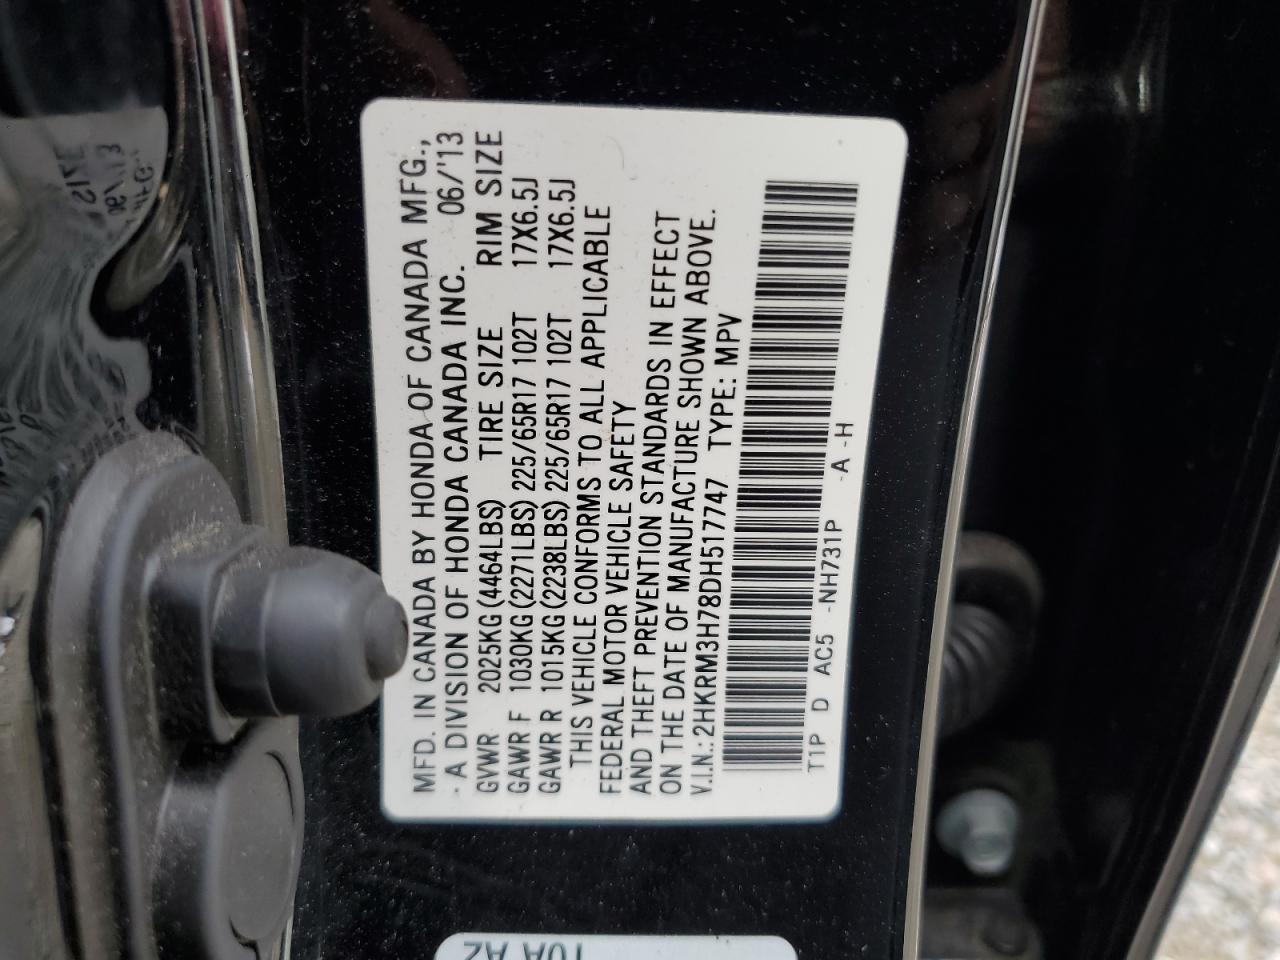 MFD. IN CANADA BY HONDA OF CANADA MFG.,
A DIVISION OF HONDA CANADA INC. 06/'13
GVWR 2025KG(4464LBS) TIRE SIZE RIM SIZE
GAWR F 1030KG(2271LBS) 225/65R17 102T 17X6.5J
GAWR R 1015KG(2238LBS) 225/65R17 102T 17X6.5J
THIS VEHICLE CONFORMS TO ALL APPLICABLE
FEDERAL MOTOR VEHICLE SAFETY
AND THEFT PREVENTION STANDARDS IN EFFECT
ON THE DATE OF MANUFACTURE SHOWN ABOVE.
V.I.N.: 2HKRM3H78DH517747 TYPE: MPV
T1P D AC5 -NH731P -A -H
T0A A2